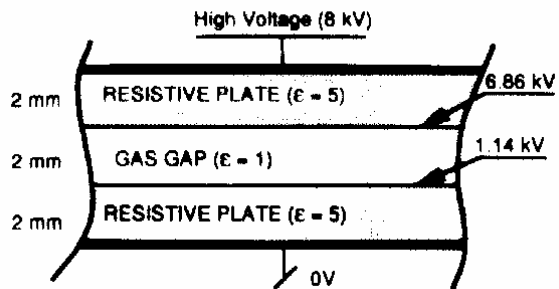 High Voltage (8 kV)
2 mm
RESISTIVE PLATE (ε = 5)
6.86 kV
2 mm
GAS GAP (ε = 1)
1.14 kV
2 mm
RESISTIVE PLATE (ε = 5)
0V